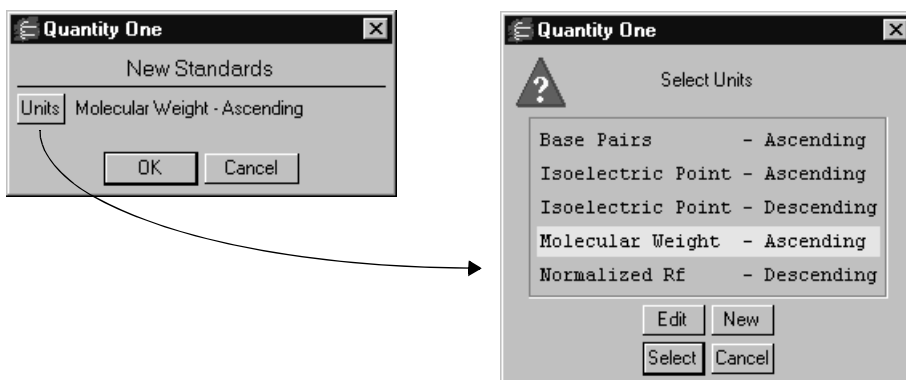 Quantity One
New Standards
Units Molecular Weight - Ascending
OK Cancel
Quantity One
?
Select Units
Base Pairs - Ascending
Isoelectric Point - Ascending
Isoelectric Point - Descending
Molecular Weight - Ascending
Normalized Rf - Descending
Edit New
Select Cancel